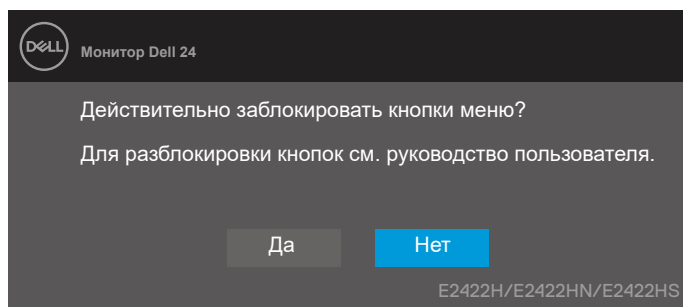 DELL
Монитор Dell 24
Действительно заблокировать кнопки меню?
Для разблокировки кнопок см. руководство пользователя.
Да
Нет
E2422H/E2422HN/E2422HS